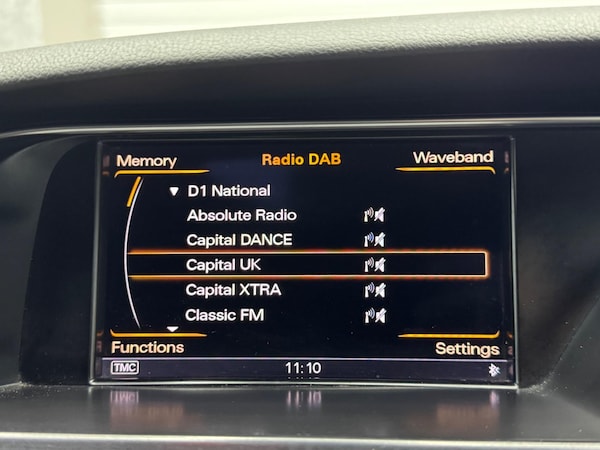 Memory Radio DAB Waveband
D1 National
Absolute Radio
Capital DANCE
Capital UK
Capital XTRA
Classic FM
Functions Settings
TMC 11:10